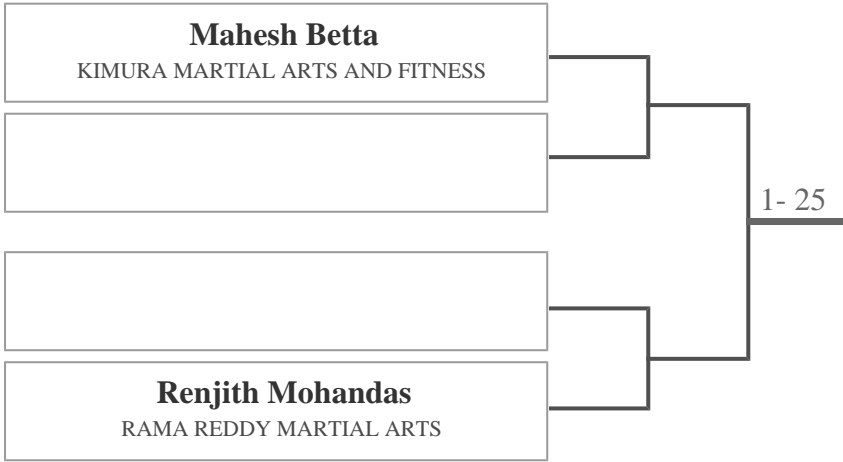 Mahesh Betta
KIMURA MARTIAL ARTS AND FITNESS
1- 25
Renjith Mohandas
RAMA REDDY MARTIAL ARTS